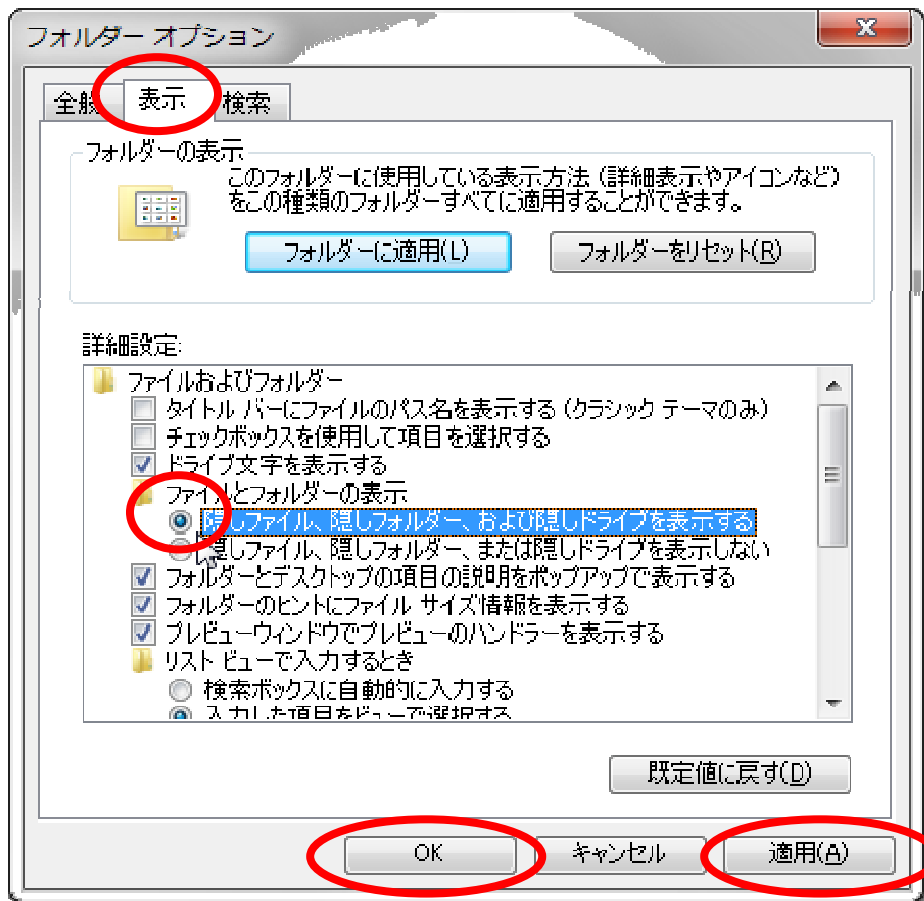 フォルダー オプション
全般 表示 検索
フォルダーの表示
このフォルダーに使用している表示方法 (詳細表示やアイコンなど)
をこの種類のフォルダーすべてに適用することができます。
フォルダーに適用(L) フォルダーをリセット(R)
詳細設定:
ファイルおよびフォルダー
タイトル バーにファイルのパス名を表示する (クラシック テーマのみ)
チェックボックスを使用して項目を選択する
ドライブ文字を表示する
ファイルとフォルダーの表示
隠しファイル、隠しフォルダー、および隠しドライブを表示する
隠しファイル、隠しフォルダー、または隠しドライブを表示しない
フォルダーとデスクトップの項目の説明をポップアップで表示する
フォルダーのヒントにファイル サイズ情報を表示する
プレビューウィンドウでプレビューのハンドラーを表示する
リスト ビューで入力するとき
検索ボックスに自動的に入力する
入力した項目をビューで選択する
既定値に戻す(D)
OK キャンセル 適用(A)